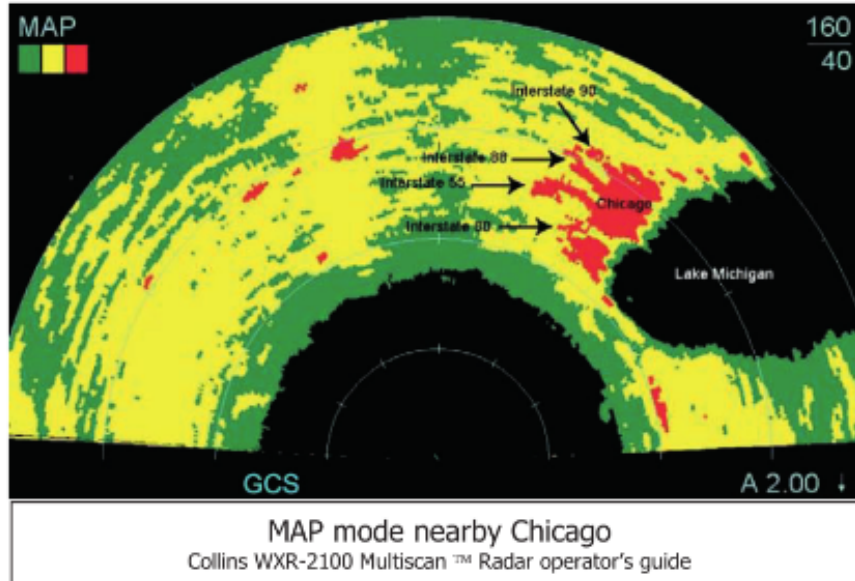 MAP
160
40
Interstate 90
Interstate 88
Interstate 55
Chicago
Interstate 80
Lake Michigan
GCS
A 2.00 ↓
MAP mode nearby Chicago
Collins WXR-2100 Multiscan ™ Radar operator's guide